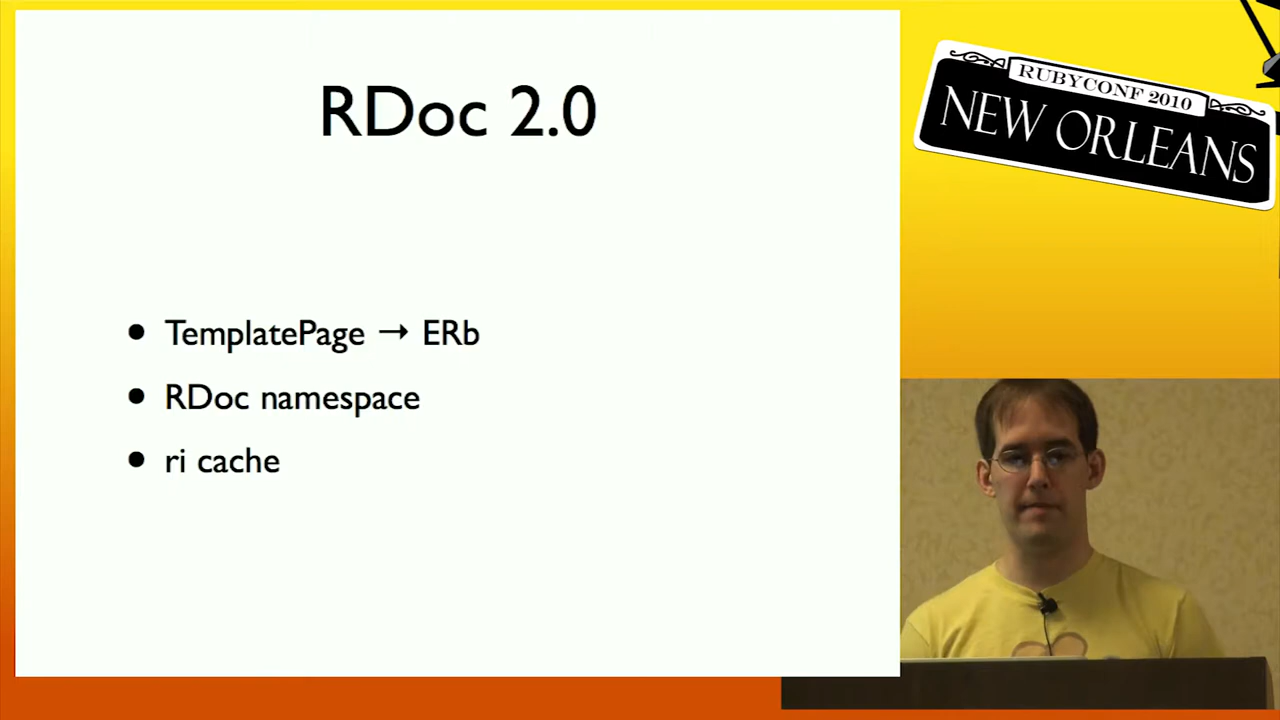 RDoc 2.0
• TemplatePage → ERb
• RDoc namespace
• ri cache
RUBYCONF 2010
NEW ORLEANS